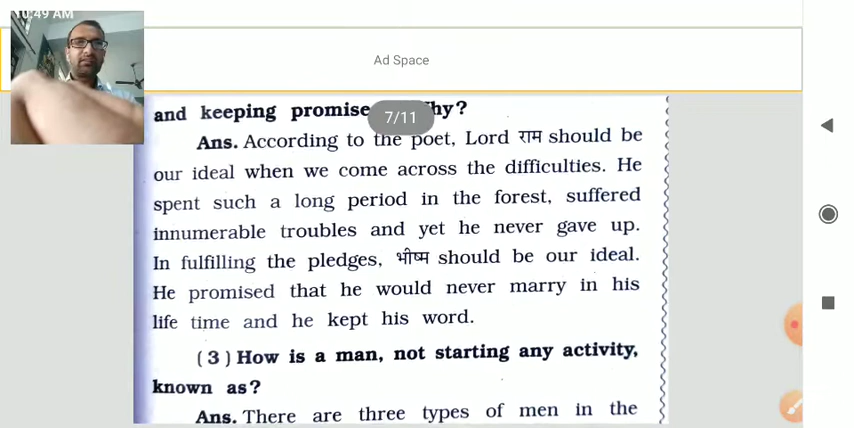 10:49 AM
Ad Space
and keeping promise hy?
7/11
Ans. According to the poet, Lord राम should be
our ideal when we come across the difficulties. He
spent such a long period in the forest, suffered
innumerable troubles and yet he never gave up.
In fulfilling the pledges, भीष्म should be our ideal.
He promised that he would never marry in his
life time and he kept his word.
(3) How is a man, not starting any activity,
known as?
Ans. There are three types of men in the